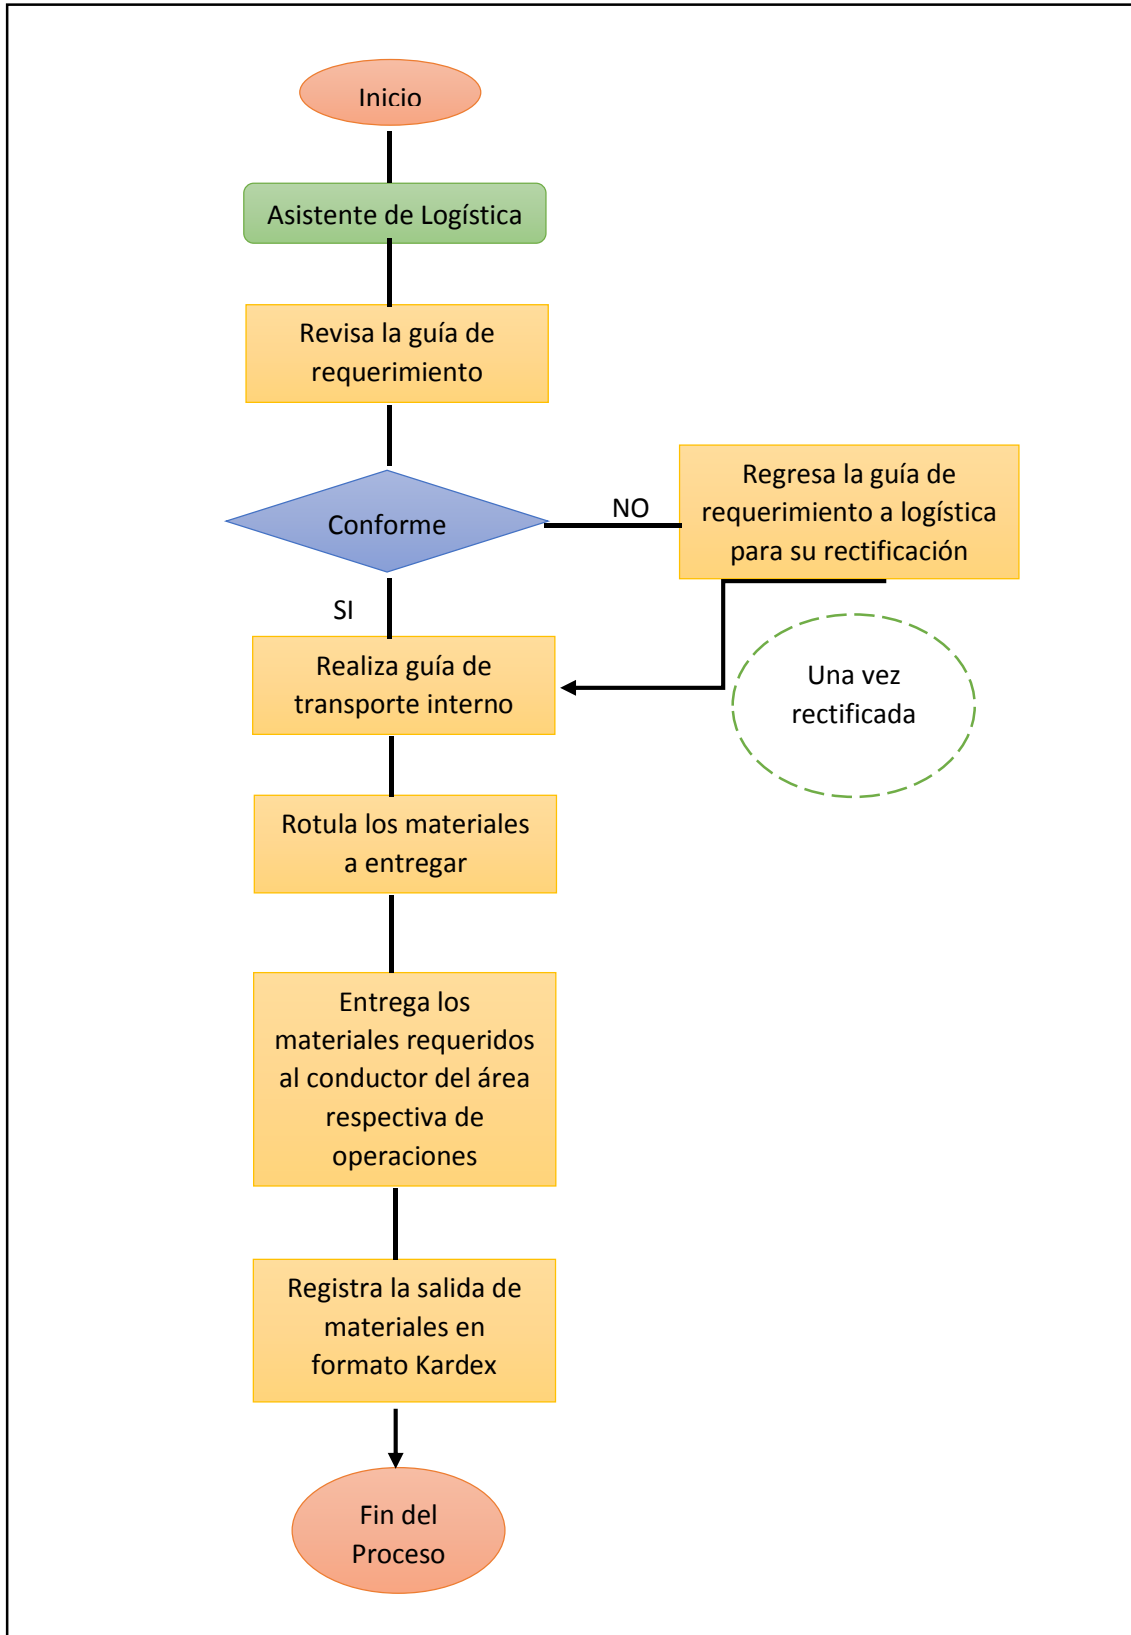 Inicio
Asistente de Logística
Revisa la guía de
requerimiento
Conforme
NO
Regresa la guía de
requerimiento a logística
para su rectificación
SI
Realiza guía de
transporte interno
Una vez
rectificada
Rotula los materiales
a entregar
Entrega los
materiales requeridos
al conductor del área
respectiva de
operaciones
Registra la salida de
materiales en
formato Kardex
Fin del
Proceso